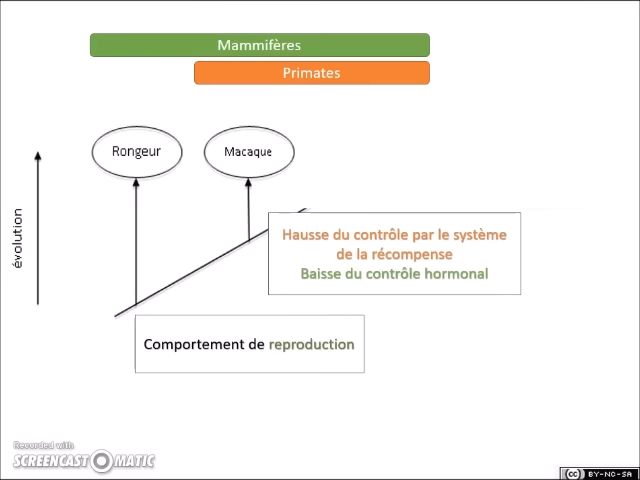 Mammifères
Primates
Rongeur
Macaque
évolution
Hausse du contrôle par le système
de la récompense
Baisse du contrôle hormonal
Comportement de reproduction
Recorded with
SCREENCAST MATIC
cc BY-NC-SA